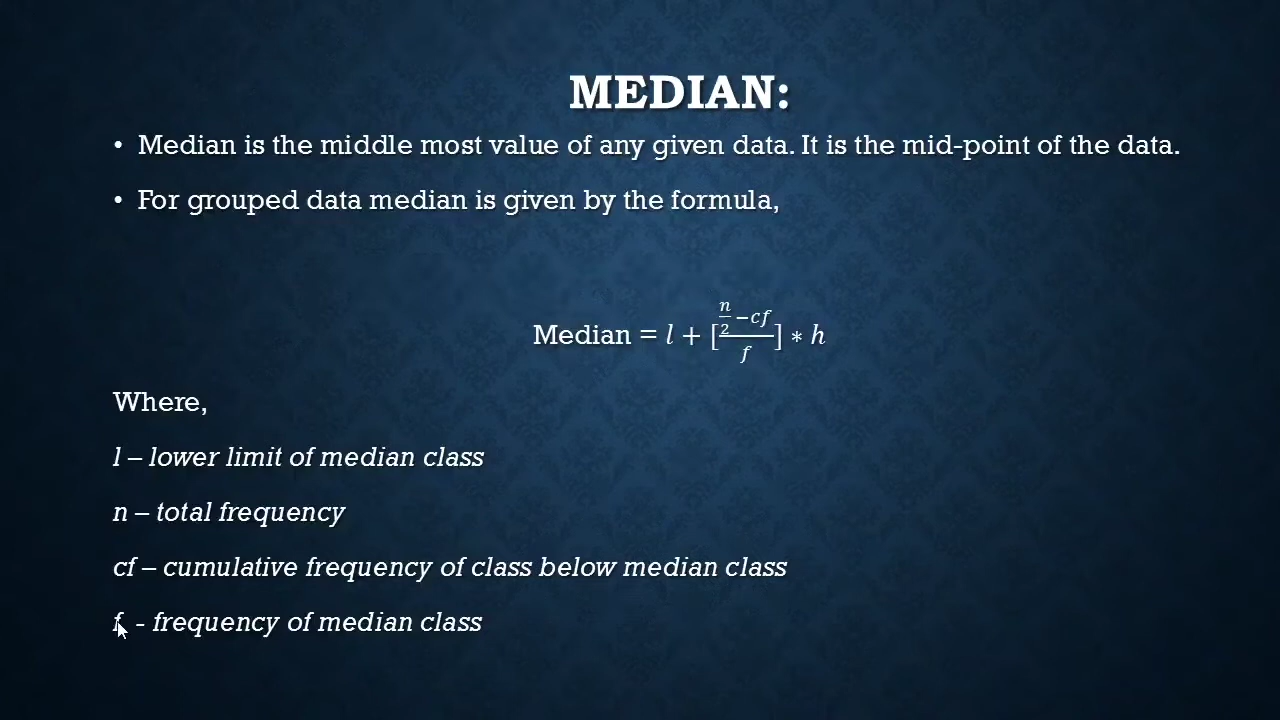 MEDIAN:
• Median is the middle most value of any given data. It is the mid-point of the data.
• For grouped data median is given by the formula,
Median = l + [(n/2 − cf)/f] ∗ h
Where,
l – lower limit of median class
n – total frequency
cf – cumulative frequency of class below median class
f - frequency of median class